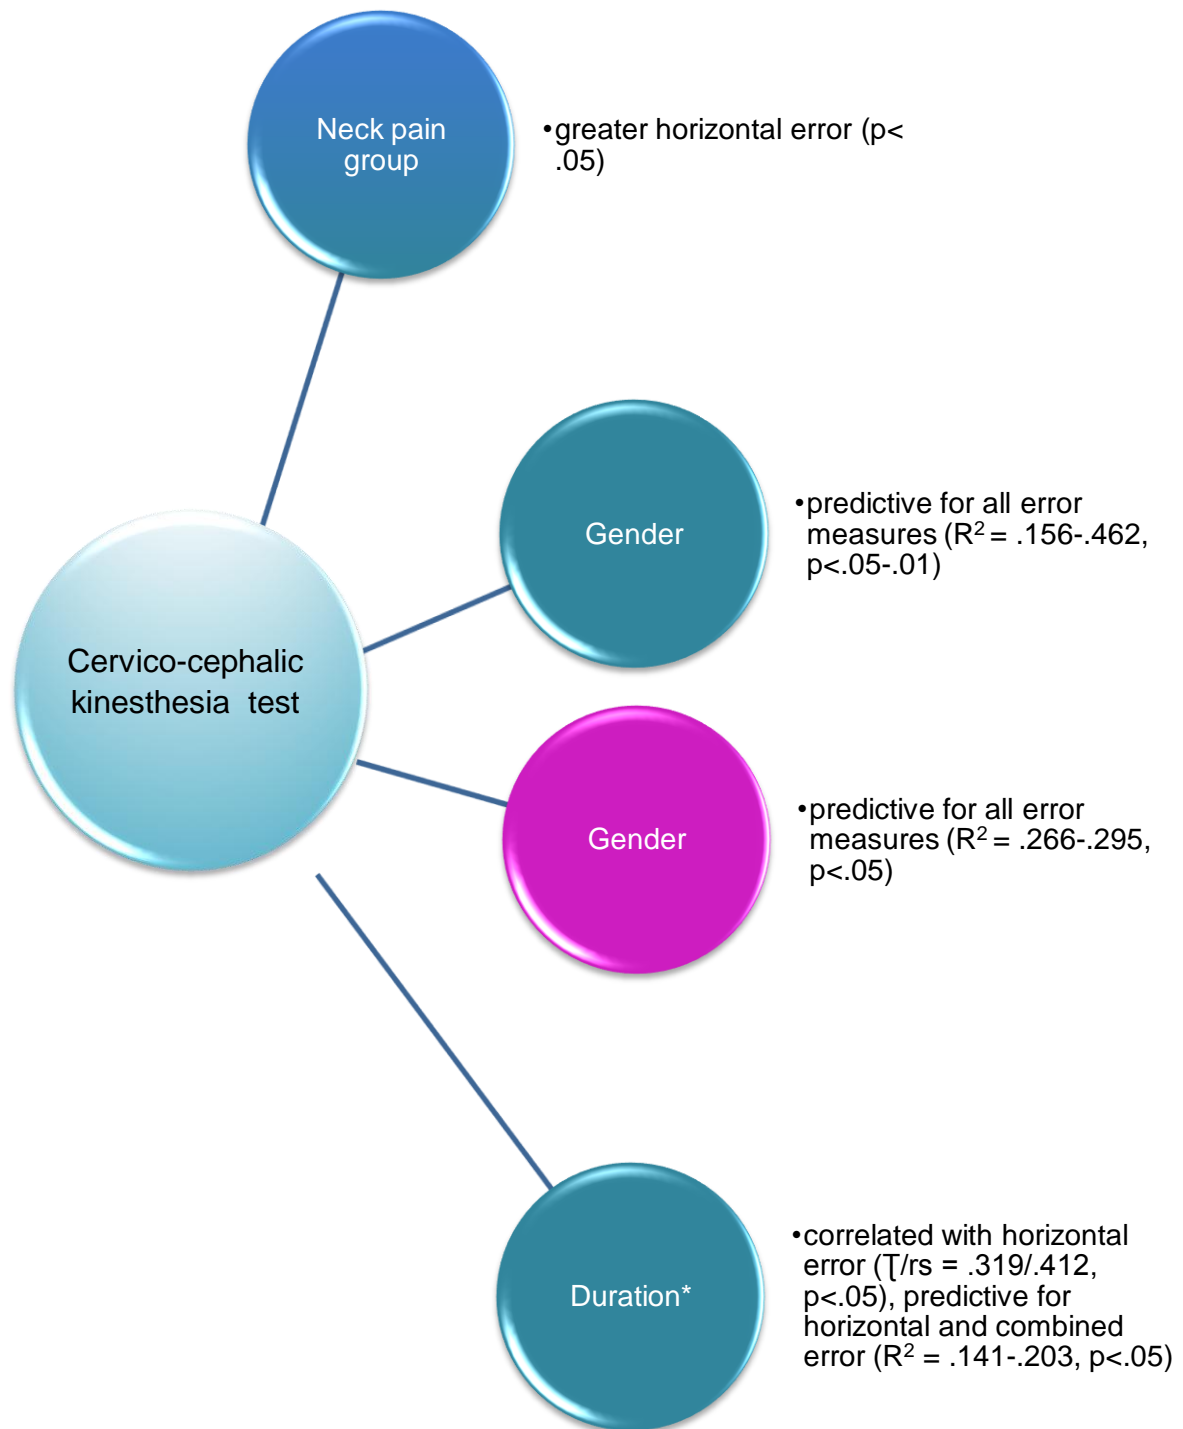 Neck pain
group
•greater horizontal error (p<
.05)
Gender
•predictive for all error
measures (R² = .156-.462,
p<.05-.01)
Cervico-cephalic
kinesthesia test
Gender
•predictive for all error
measures (R² = .266-.295,
p<.05)
Duration*
•correlated with horizontal
error (Ʈ/rs = .319/.412,
p<.05), predictive for
horizontal and combined
error (R² = .141-.203, p<.05)